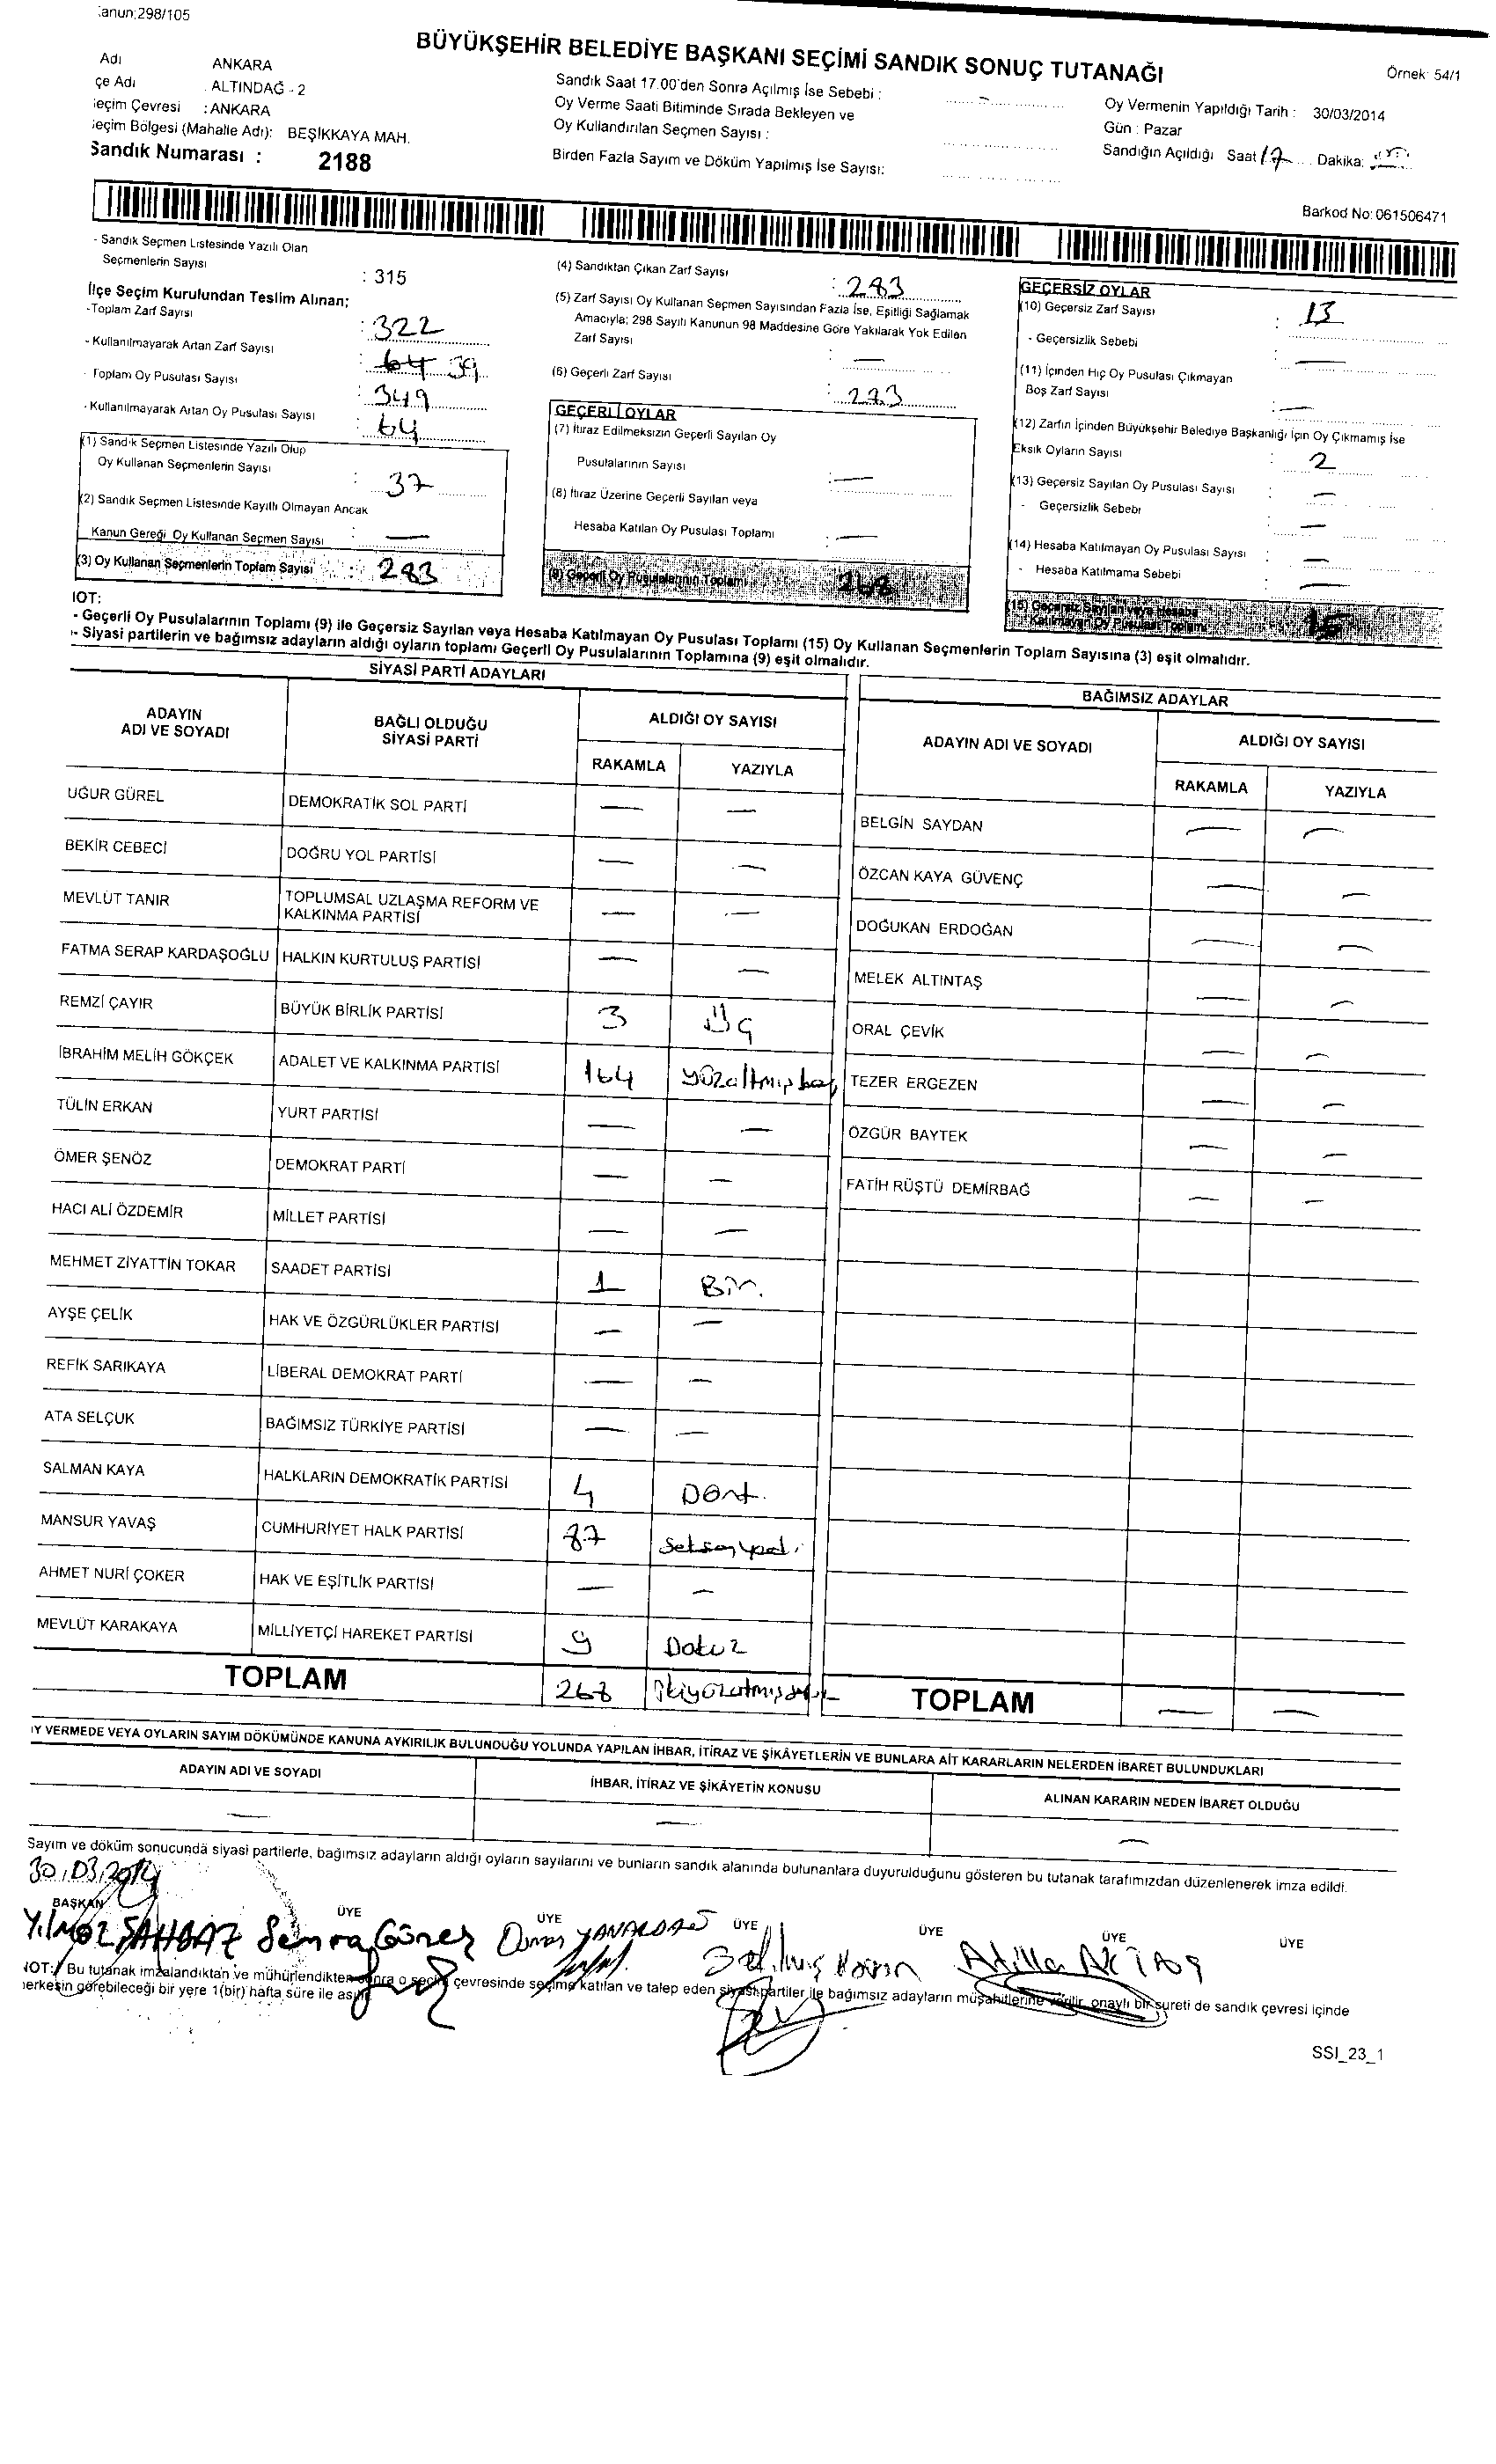 anun:298/105
BÜYÜKŞEHİR BELEDİYE BAŞKANI SEÇİMİ SANDIK SONUÇ TUTANAĞI
Örnek: 54/1
Adı ANKARA
çe Adı . ALTINDAĞ - 2
eçim Çevresi : ANKARA
eçim Bölgesi (Mahalle Adı): BEŞİKKAYA MAH.
Sandık Numarası : 2188
Sandık Saat 17.00'den Sonra Açılmış İse Sebebi :
Oy Verme Saati Bitiminde Sırada Bekleyen ve
Oy Kullandırılan Seçmen Sayısı :
Birden Fazla Sayım ve Döküm Yapılmış İse Sayısı:
Oy Vermenin Yapıldığı Tarih : 30/03/2014
Gün : Pazar
Sandığın Açıldığı Saat 17 Dakika:
Barkod No: 061506471
- Sandık Seçmen Listesinde Yazılı Olan
Seçmenlerin Sayısı : 315
İlçe Seçim Kurulundan Teslim Alınan;
-Toplam Zarf Sayısı : 322
- Kullanılmayarak Artan Zarf Sayısı : 64 39
- Toplam Oy Pusulası Sayısı : 349
- Kullanılmayarak Artan Oy Pusulası Sayısı : 64
(1) Sandık Seçmen Listesinde Yazılı Olup
Oy Kullanan Seçmenlerin Sayısı : 37
(2) Sandık Seçmen Listesinde Kayıtlı Olmayan Ancak
Kanun Gereği Oy Kullanan Seçmen Sayısı : —
(3) Oy Kullanan Seçmenlerin Toplam Sayısı : 283
(4) Sandıktan Çıkan Zarf Sayısı : 283
(5) Zarf Sayısı Oy Kullanan Seçmen Sayısından Fazla İse, Eşitliği Sağlamak
Amacıyla; 298 Sayılı Kanunun 98 Maddesine Göre Yakılarak Yok Edilen
Zarf Sayısı : —
(6) Geçerli Zarf Sayısı : 283
GEÇERLİ OYLAR
(7) İtiraz Edilmeksizin Geçerli Sayılan Oy
Pusulalarının Sayısı : —
(8) İtiraz Üzerine Geçerli Sayılan veya
Hesaba Katılan Oy Pusulası Toplamı : —
(9) Geçerli Oy Pusulalarının Toplamı 268
GEÇERSİZ OYLAR
(10) Geçersiz Zarf Sayısı : 13
- Geçersizlik Sebebi : —
(11) İçinden Hiç Oy Pusulası Çıkmayan
Boş Zarf Sayısı : —
(12) Zarfın İçinden Büyükşehir Belediye Başkanlığı İçin Oy Çıkmamış İse
Eksik Oyların Sayısı : 2
(13) Geçersiz Sayılan Oy Pusulası Sayısı : —
- Geçersizlik Sebebi : —
(14) Hesaba Katılmayan Oy Pusulası Sayısı : —
- Hesaba Katılmama Sebebi : —
(15) Geçersiz Sayılan veya Hesaba
Katılmayan Oy Pusulası Toplamı 15
IOT:
- Geçerli Oy Pusulalarının Toplamı (9) ile Geçersiz Sayılan veya Hesaba Katılmayan Oy Pusulası Toplamı (15) Oy Kullanan Seçmenlerin Toplam Sayısına (3) eşit olmalıdır.
- Siyasi partilerin ve bağımsız adayların aldığı oyların toplamı Geçerli Oy Pusulalarının Toplamına (9) eşit olmalıdır.
SİYASİ PARTİ ADAYLARI
ADAYIN ADI VE SOYADI BAĞLI OLDUĞU SİYASİ PARTİ ALDIĞI OY SAYISI
RAKAMLA YAZIYLA
UĞUR GÜREL DEMOKRATİK SOL PARTİ — —
BEKİR CEBECİ DOĞRU YOL PARTİSİ — —
MEVLÜT TANIR TOPLUMSAL UZLAŞMA REFORM VE KALKINMA PARTİSİ — —
FATMA SERAP KARDAŞOĞLU HALKIN KURTULUŞ PARTİSİ — —
REMZİ ÇAYIR BÜYÜK BİRLİK PARTİSİ 3 Üç
İBRAHİM MELİH GÖKÇEK ADALET VE KALKINMA PARTİSİ 164
TÜLİN ERKAN YURT PARTİSİ — —
ÖMER ŞENÖZ DEMOKRAT PARTİ — —
HACI ALİ ÖZDEMİR MİLLET PARTİSİ — —
MEHMET ZİYATTİN TOKAR SAADET PARTİSİ 1 Bir.
AYŞE ÇELİK HAK VE ÖZGÜRLÜKLER PARTİSİ — —
REFİK SARIKAYA LİBERAL DEMOKRAT PARTİ — —
ATA SELÇUK BAĞIMSIZ TÜRKİYE PARTİSİ — —
SALMAN KAYA HALKLARIN DEMOKRATİK PARTİSİ 4 Dört.
MANSUR YAVAŞ CUMHURİYET HALK PARTİSİ 87 Seksenyedi
AHMET NURİ ÇOKER HAK VE EŞİTLİK PARTİSİ — —
MEVLÜT KARAKAYA MİLLİYETÇİ HAREKET PARTİSİ 9 Dokuz
TOPLAM 268
BAĞIMSIZ ADAYLAR
ADAYIN ADI VE SOYADI ALDIĞI OY SAYISI
RAKAMLA YAZIYLA
BELGİN SAYDAN — —
ÖZCAN KAYA GÜVENÇ — —
DOĞUKAN ERDOĞAN — —
MELEK ALTINTAŞ — —
ORAL ÇEVİK — —
TEZER ERGEZEN — —
ÖZGÜR BAYTEK — —
FATİH RÜŞTÜ DEMİRBAĞ — —
TOPLAM — —
Y VERMEDE VEYA OYLARIN SAYIM DÖKÜMÜNDE KANUNA AYKIRILIK BULUNDUĞU YOLUNDA YAPILAN İHBAR, İTİRAZ VE ŞİKÂYETLERİN VE BUNLARA AİT KARARLARIN NELERDEN İBARET BULUNDUKLARI
ADAYIN ADI VE SOYADI İHBAR, İTİRAZ VE ŞİKÂYETİN KONUSU ALINAN KARARIN NEDEN İBARET OLDUĞU
— — —
Sayım ve döküm sonucunda siyasi partilerle, bağımsız adayların aldığı oyların sayılarını ve bunların sandık alanında bulunanlara duyurulduğunu gösteren bu tutanak tarafımızdan düzenlenerek imza edildi.
30.03.2014
BAŞKAN ÜYE ÜYE ÜYE ÜYE ÜYE ÜYE
YILMAZ ŞAHBAZ Semra Güneş YANARDAĞ Atilla AKTAŞ
IOT: Bu tutanak imzalandıktan ve mühürlendikten sonra o seçim çevresinde seçime katılan ve talep eden siyasi partiler ile bağımsız adayların müşahitlerine verilir, onaylı bir sureti de sandık çevresi içinde
erkesin görebileceği bir yere 1(bir) hafta süre ile asılır.
SSI_23_1